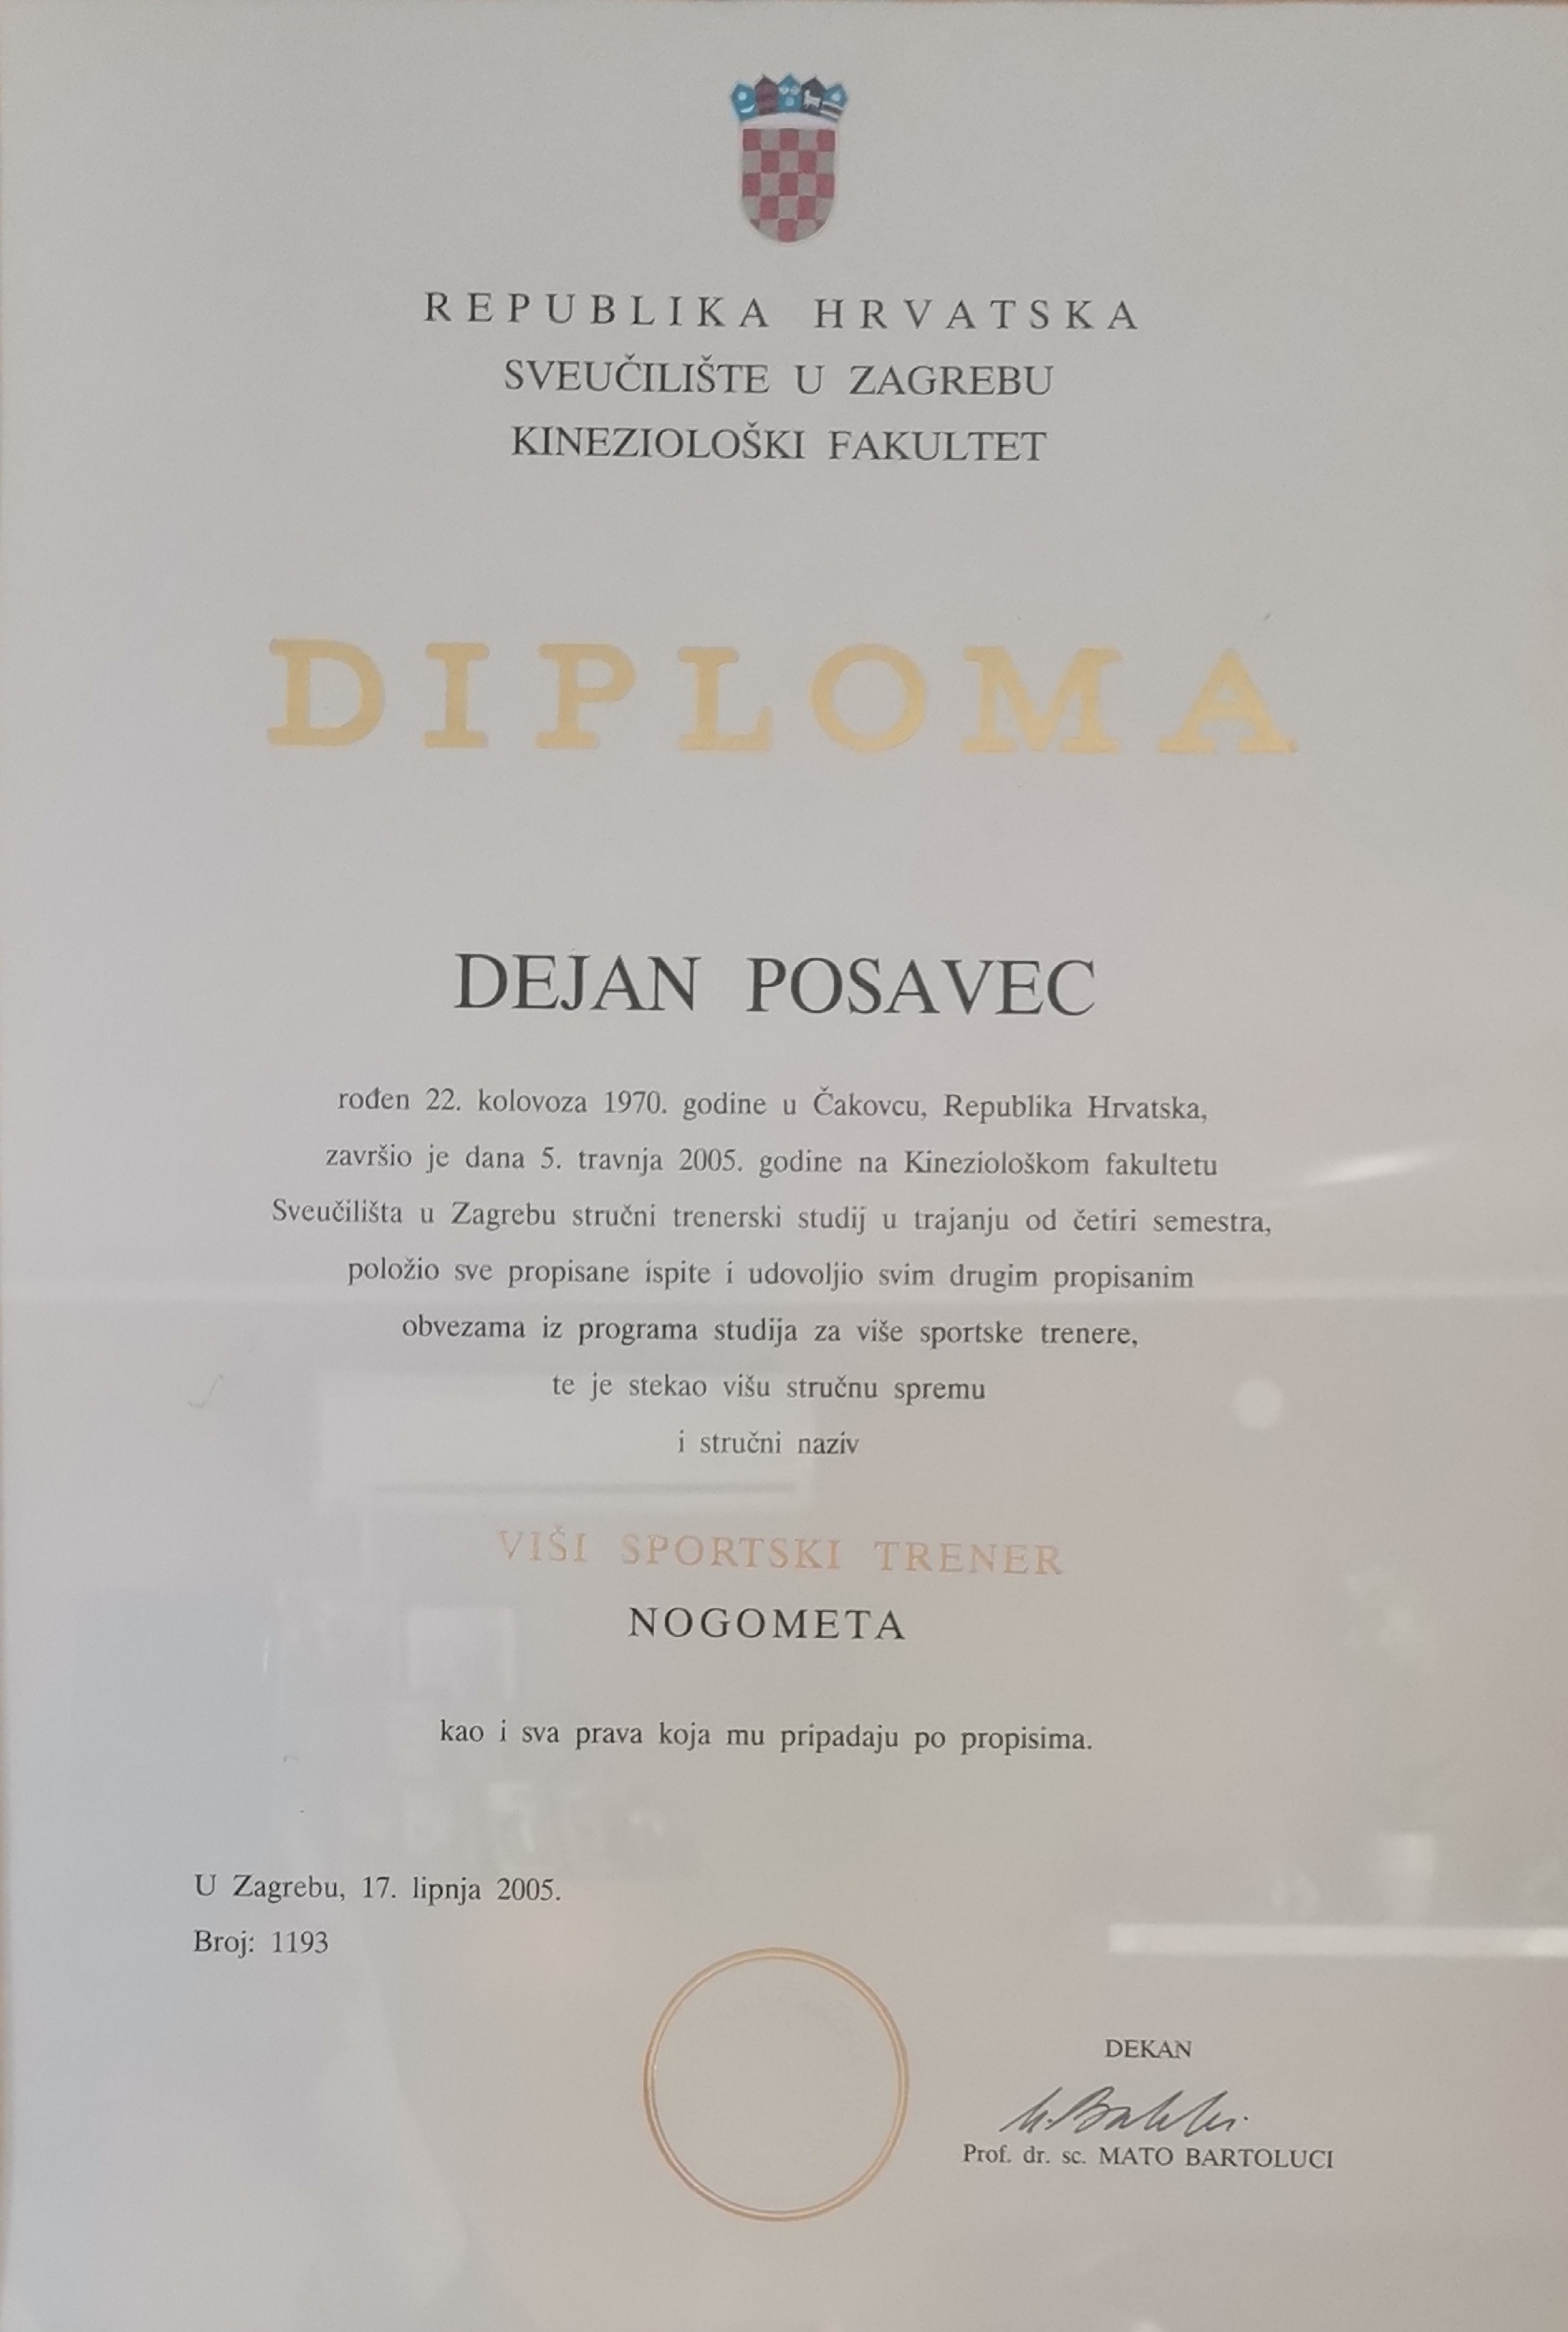 REPUBLIKA HRVATSKA
SVEUČILIŠTE U ZAGREBU
KINEZIOLOŠKI FAKULTET
DIPLOMA
DEJAN POSAVEC
rođen 22. kolovoza 1970. godine u Čakovcu, Republika Hrvatska,
završio je dana 5. travnja 2005. godine na Kineziološkom fakultetu
Sveučilišta u Zagrebu stručni trenerski studij u trajanju od četiri semestra,
položio sve propisane ispite i udovoljio svim drugim propisanim
obvezama iz programa studija za više sportske trenere,
te je stekao višu stručnu spremu
i stručni naziv
VIŠI SPORTSKI TRENER
NOGOMETA
kao i sva prava koja mu pripadaju po propisima.
U Zagrebu, 17. lipnja 2005.
Broj: 1193
DEKAN
Prof. dr. sc. MATO BARTOLUCI